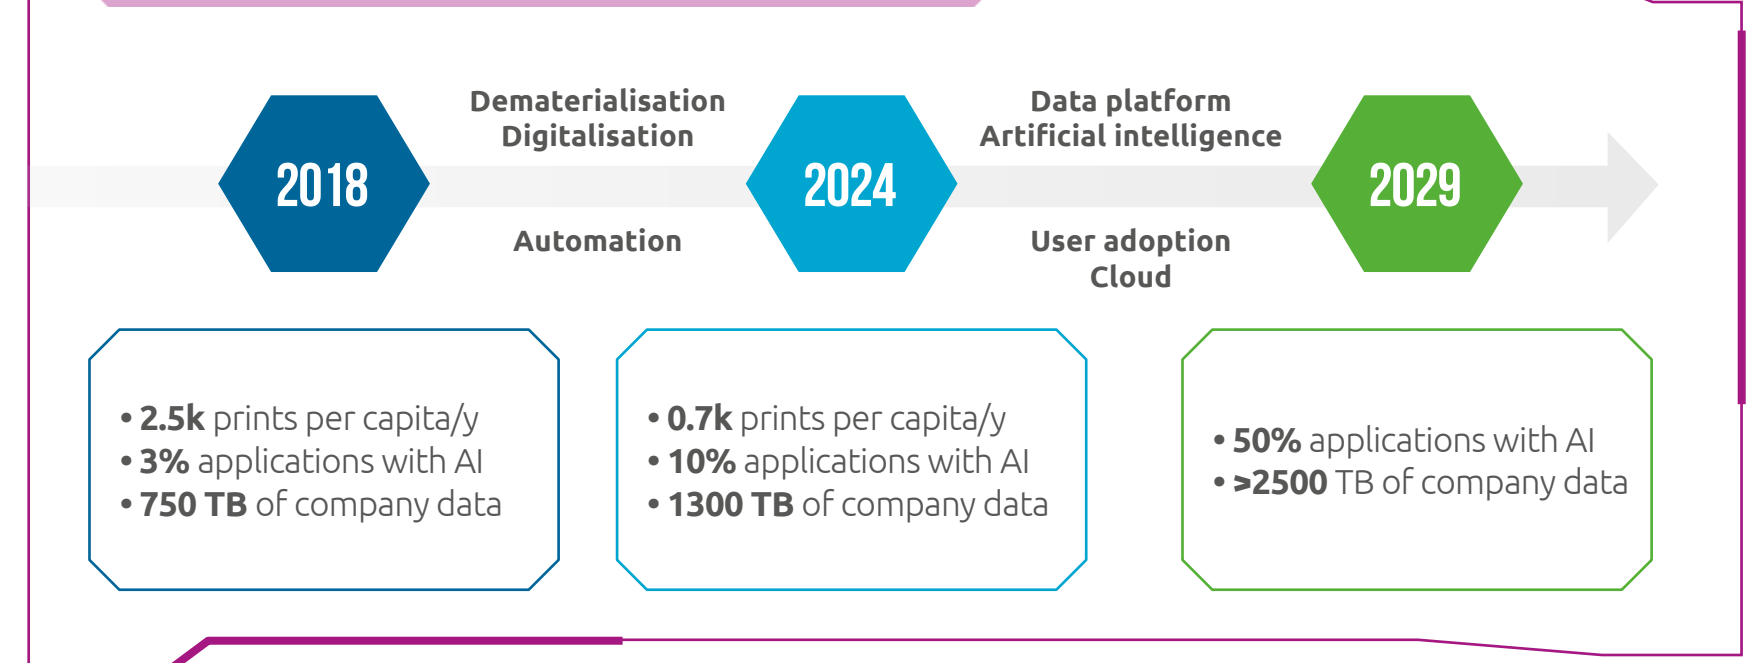 Dematerialisation
Digitalisation
Data platform
Artificial intelligence
2018
2024
2029
Automation
User adoption
Cloud
• 2.5k prints per capita/y
• 3% applications with AI
• 750 TB of company data
• 0.7k prints per capita/y
• 10% applications with AI
• 1300 TB of company data
• 50% applications with AI
• >2500 TB of company data